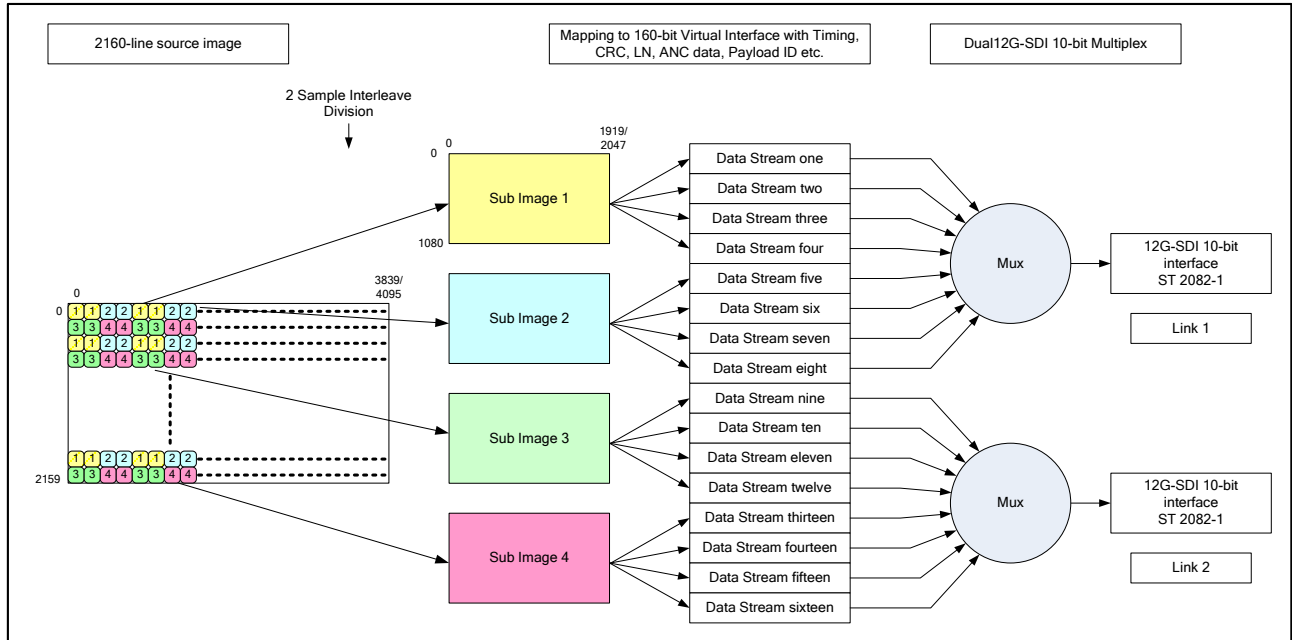 2160-line source image
Mapping to 160-bit Virtual Interface with Timing,
CRC, LN, ANC data, Payload ID etc.
Dual12G-SDI 10-bit Multiplex
2 Sample Interleave
Division
0
3839/
4095
0
1 1 2 2 1 1 2 2
3 3 4 4 3 3 4 4
1 1 2 2 1 1 2 2
3 3 4 4 3 3 4 4
1 1 2 2 1 1 2 2
3 3 4 4 3 3 4 4
2159
0
1919/
2047
0
1080
Sub Image 1
Sub Image 2
Sub Image 3
Sub Image 4
Data Stream one
Data Stream two
Data Stream three
Data Stream four
Data Stream five
Data Stream six
Data Stream seven
Data Stream eight
Data Stream nine
Data Stream ten
Data Stream eleven
Data Stream twelve
Data Stream thirteen
Data Stream fourteen
Data Stream fifteen
Data Stream sixteen
Mux
12G-SDI 10-bit
interface
ST 2082-1
Link 1
Mux
12G-SDI 10-bit
interface
ST 2082-1
Link 2